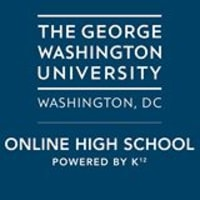 THE GEORGE
WASHINGTON
UNIVERSITY
WASHINGTON, DC
ONLINE HIGH SCHOOL
POWERED BY K¹²